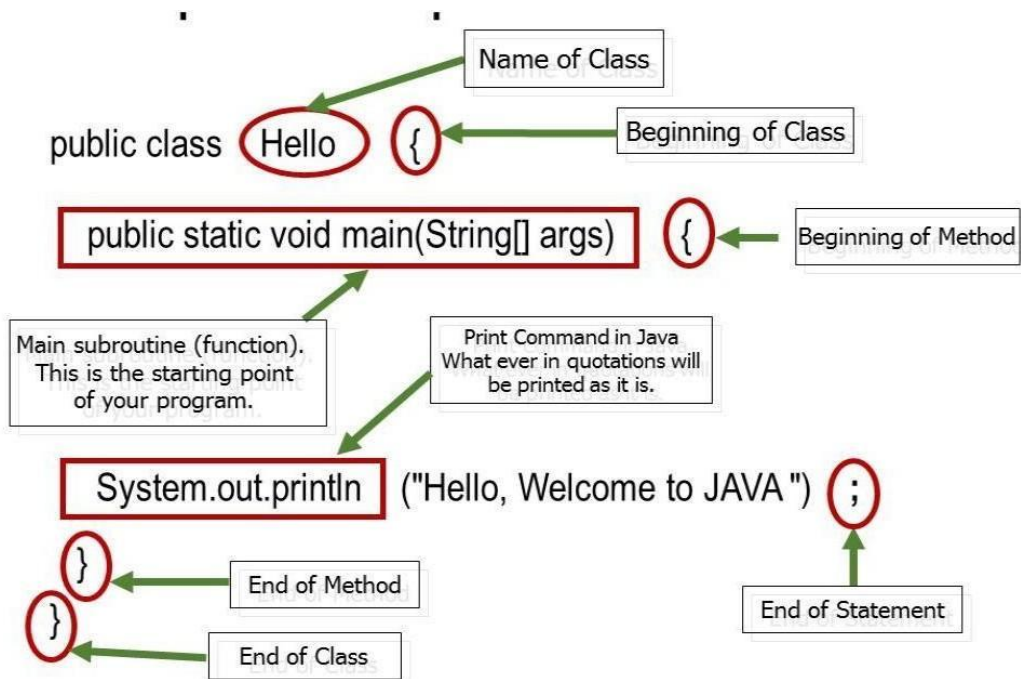 Name of Class
public class Hello {
Beginning of Class
public static void main(String[] args) {
Beginning of Method
Main subroutine (function).
This is the starting point
of your program.
Print Command in Java
What ever in quotations will
be printed as it is.
System.out.println ("Hello, Welcome to JAVA ") ;
}
End of Method
End of Statement
}
End of Class